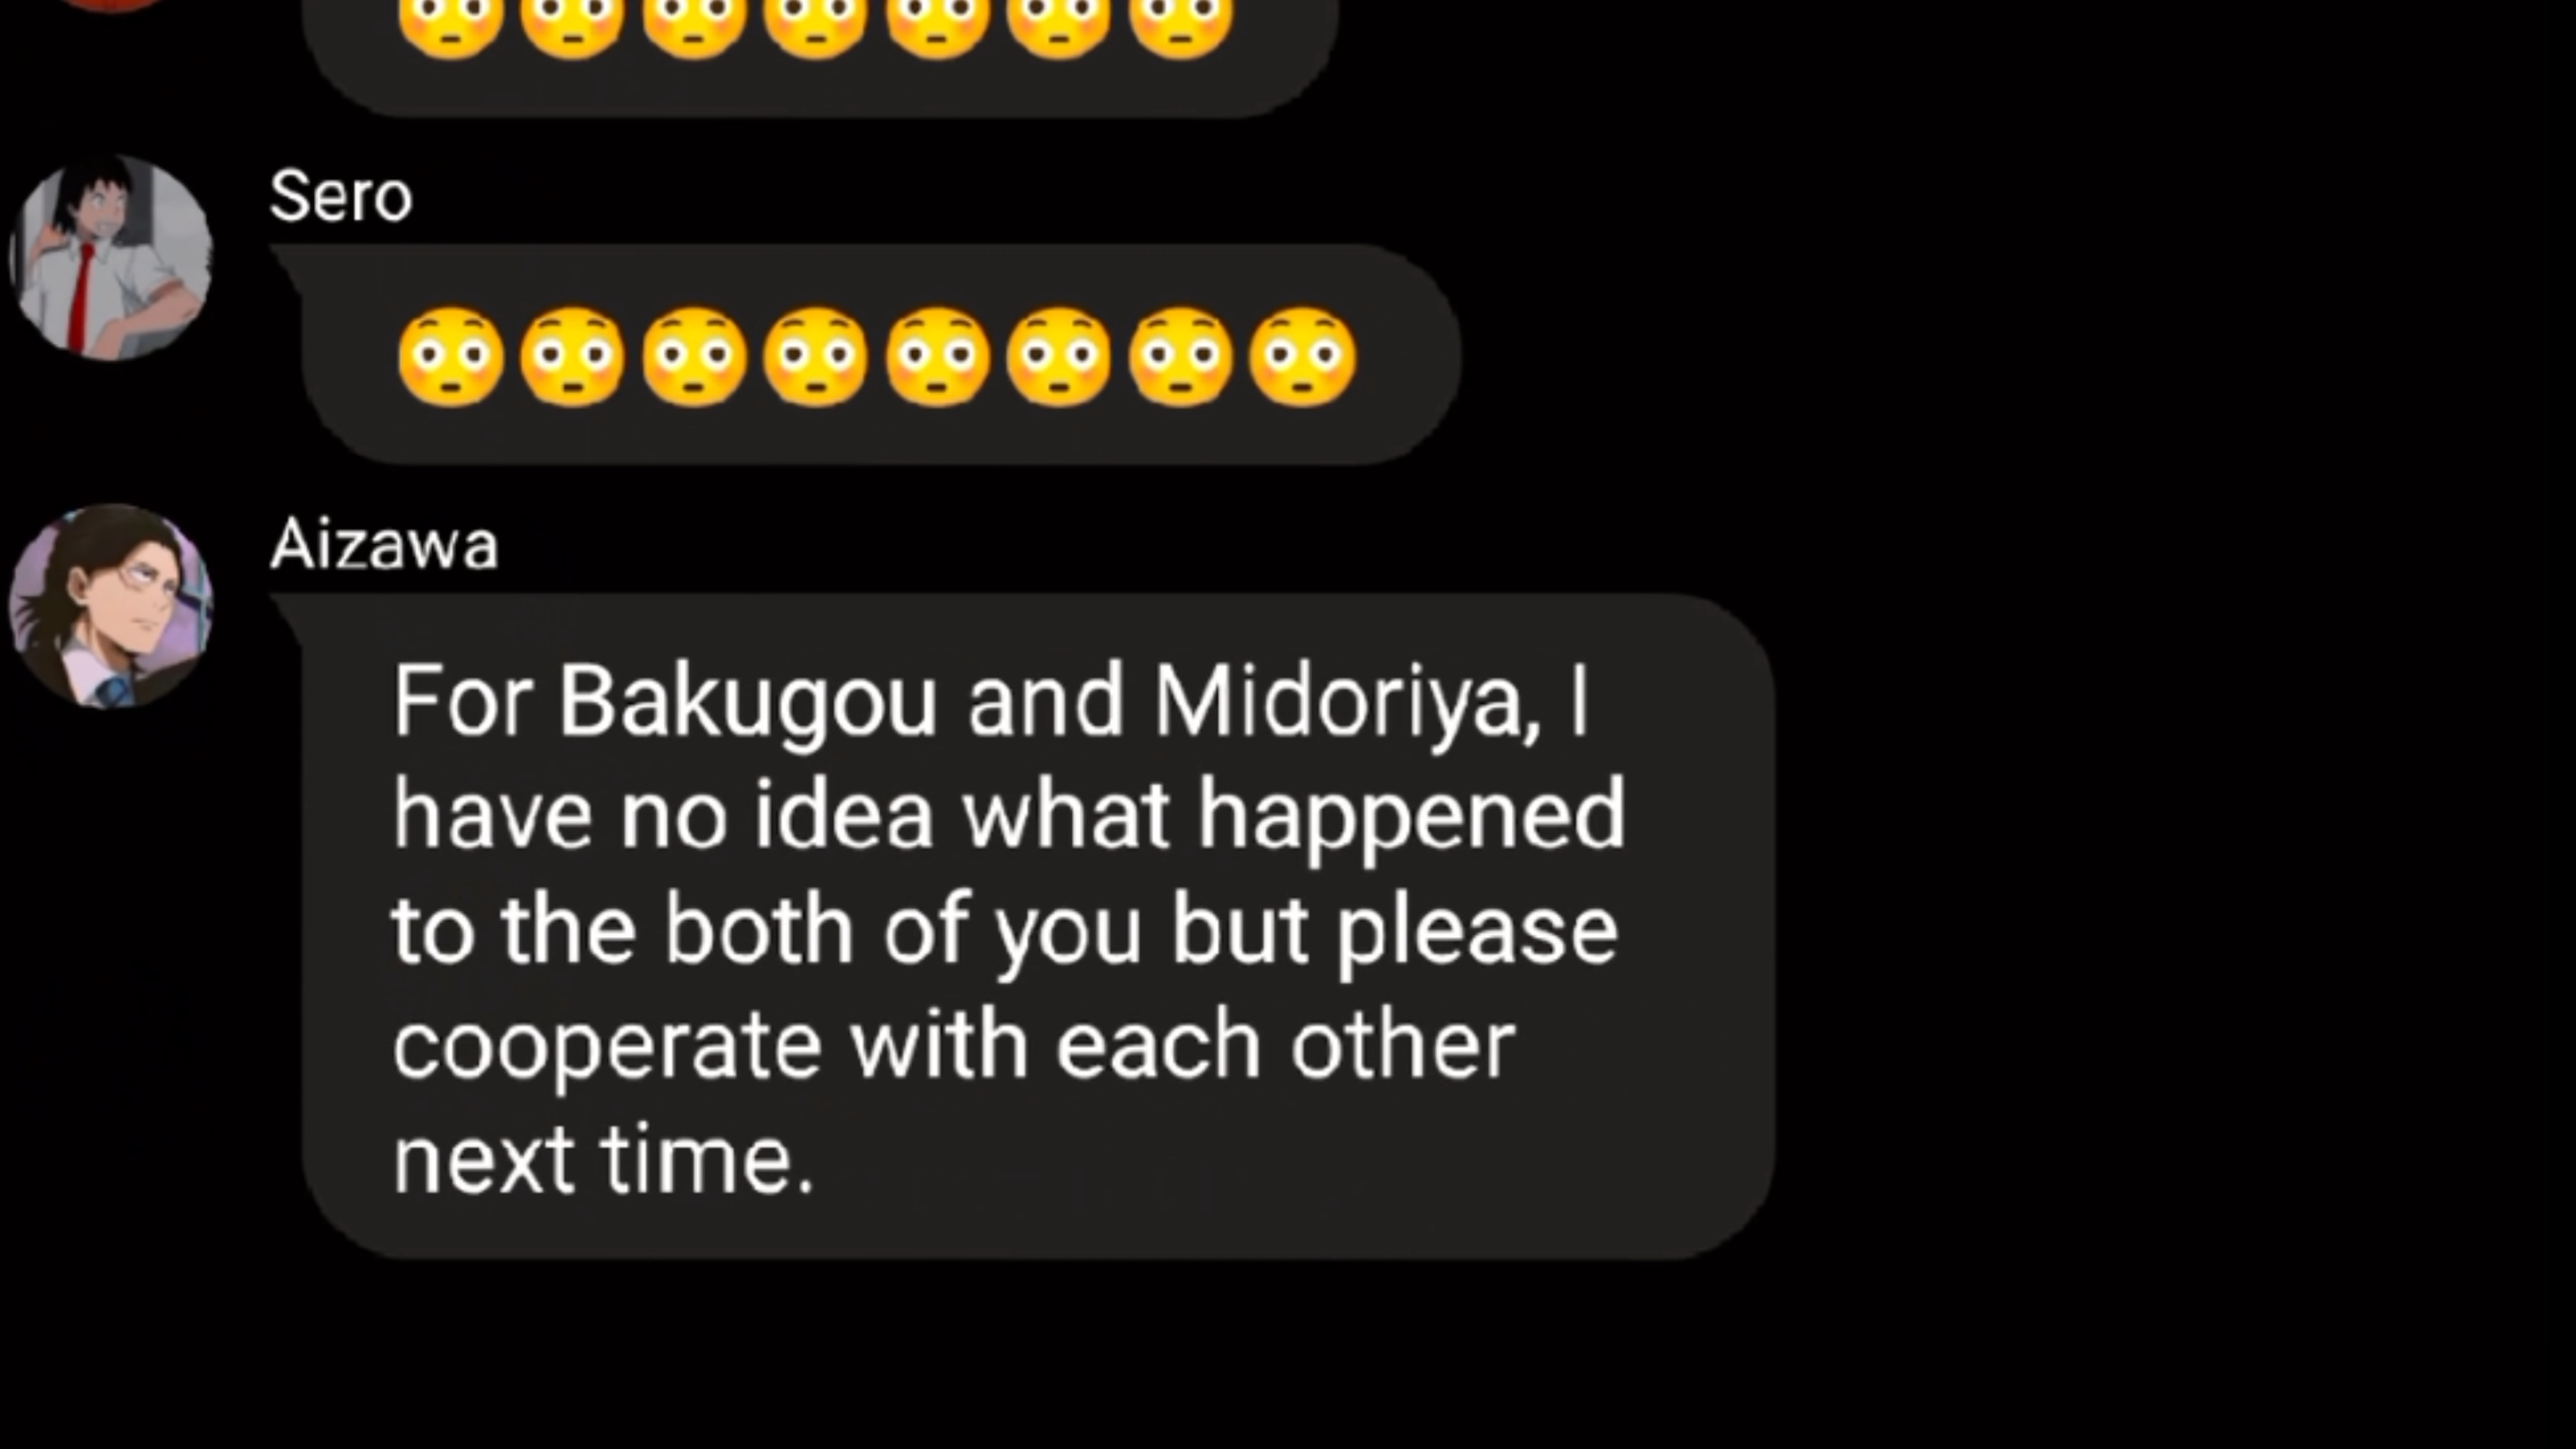 😳😳😳😳😳😳😳
Sero
😳😳😳😳😳😳😳😳
Aizawa
For Bakugou and Midoriya, I
have no idea what happened
to the both of you but please
cooperate with each other
next time.